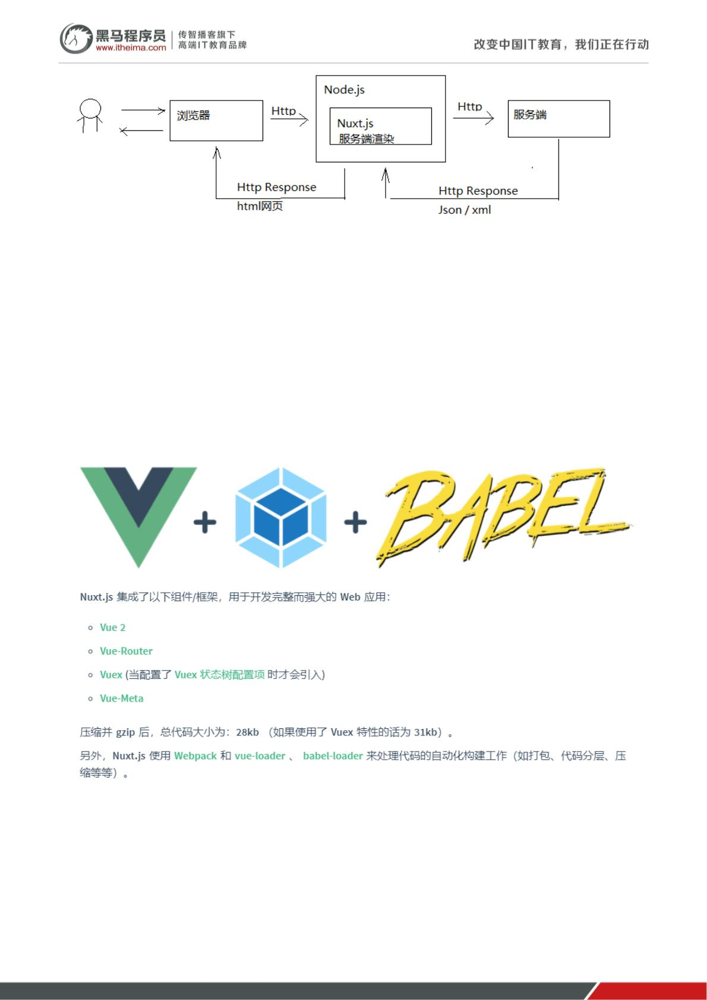 黑马程序员
www.itheima.com
传智播客旗下
高端IT教育品牌
改变中国IT教育，我们正在行动
Node.js
浏览器
Http
Nuxt.js
服务端渲染
Http
服务端
Http Response
html网页
Http Response
Json / xml
+
+
BABEL
Nuxt.js 集成了以下组件/框架，用于开发完整而强大的 Web 应用：
Vue 2
Vue-Router
Vuex (当配置了 Vuex 状态树配置项 时才会引入)
Vue-Meta
压缩并 gzip 后，总代码大小为：28kb （如果使用了 Vuex 特性的话为 31kb）。
另外，Nuxt.js 使用 Webpack 和 vue-loader 、 babel-loader 来处理代码的自动化构建工作（如打包、代码分层、压
缩等等）。